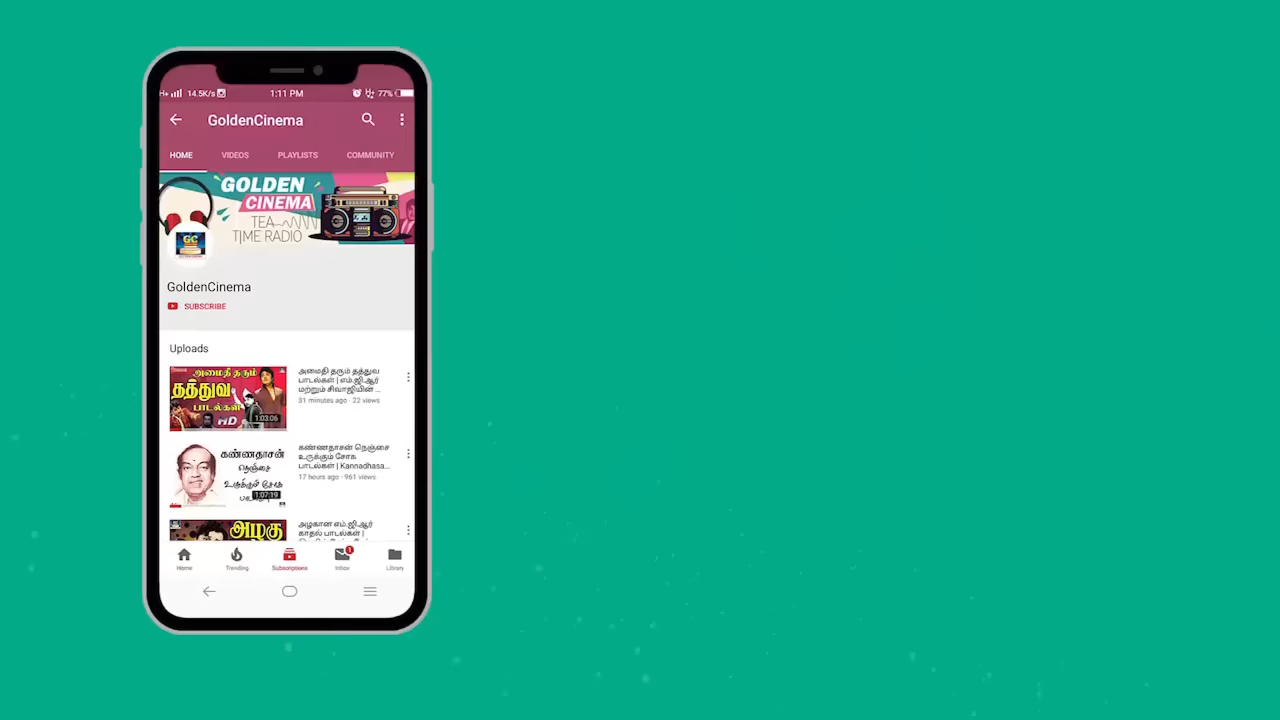 14.5K/s
1:11 PM
77%
GoldenCinema
HOME
VIDEOS
PLAYLISTS
COMMUNITY
GOLDEN
CINEMA
TEA
TIME RADIO
GC
GoldenCinema
SUBSCRIBE
Uploads
அமைதி தரும்
தத்துவ
பாடல்கள்
HD
1:03:06
அமைதி தரும் தத்துவ
பாடல்கள் | எம்.ஜி.ஆர்
மற்றும் சிவாஜியின் ...
31 minutes ago · 22 views
கண்ணதாசன்
நெஞ்சை
உருக்கும் சோக
1:07:19
கண்ணதாசன் நெஞ்சை
உருக்கும் சோக
பாடல்கள் | Kannadhasa...
17 hours ago · 961 views
அழகு
அழகான எம்.ஜி.ஆர்
காதல் பாடல்கள் |
Home
Trending
Subscriptions
1
Inbox
Library